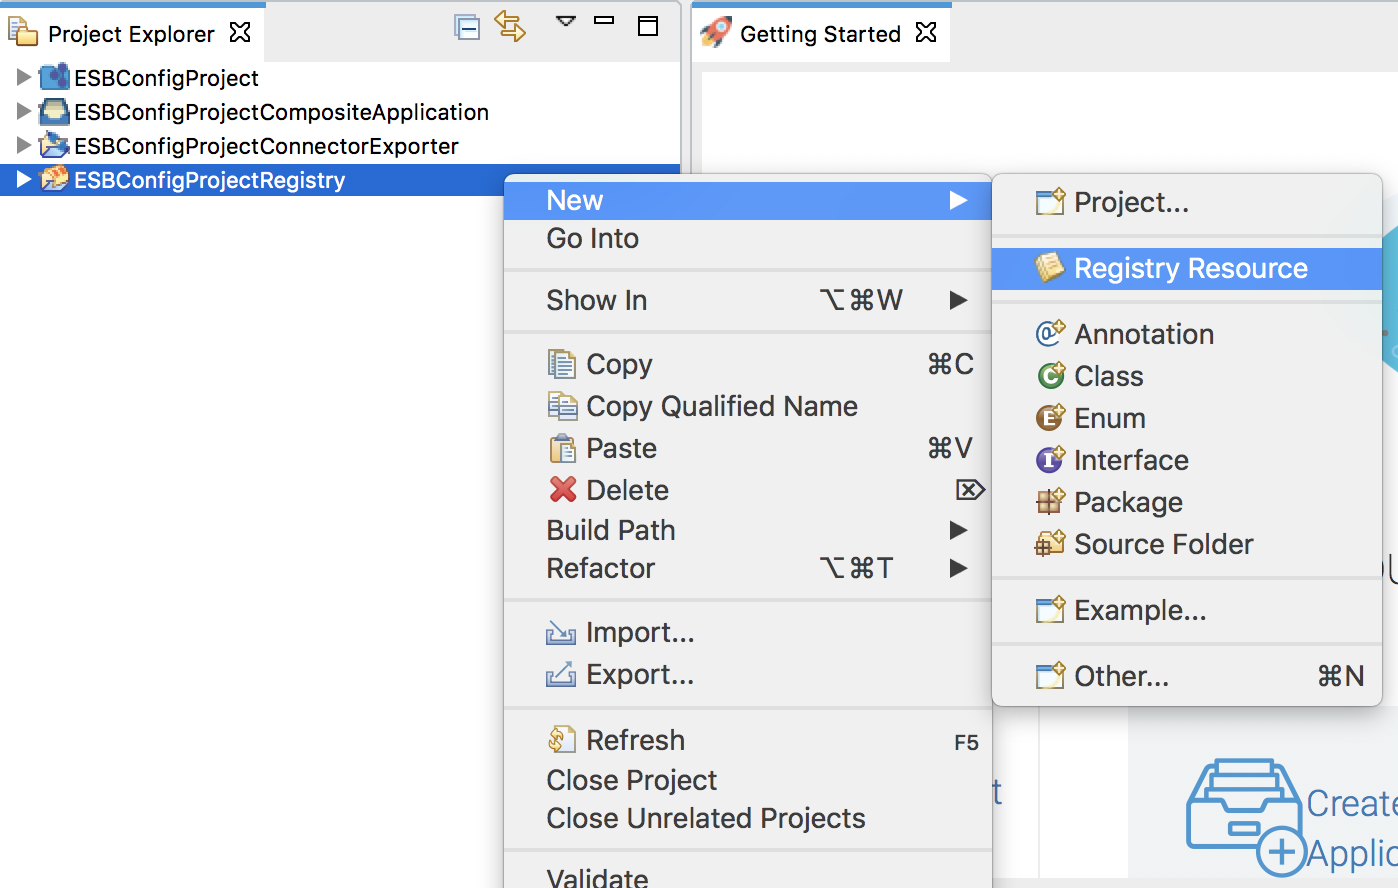 Project Explorer
Getting Started
ESBConfigProject
ESBConfigProjectCompositeApplication
ESBConfigProjectConnectorExporter
ESBConfigProjectRegistry
New
Go Into
Show In ⌥⌘W
Copy ⌘C
Copy Qualified Name
Paste ⌘V
Delete ⌦
Build Path
Refactor ⌥⌘T
Import...
Export...
Refresh F5
Close Project
Close Unrelated Projects
Validate
Project...
Registry Resource
Annotation
Class
Enum
Interface
Package
Source Folder
Example...
Other... ⌘N
t
Create
Applic